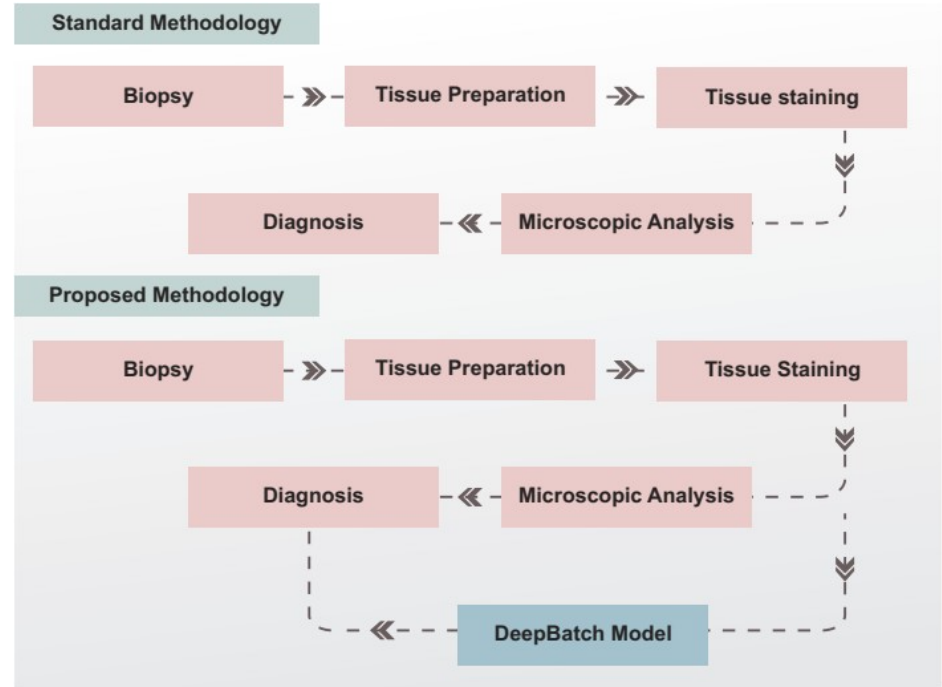 Standard Methodology
Biopsy
Tissue Preparation
Tissue staining
Diagnosis
Microscopic Analysis
Proposed Methodology
Biopsy
Tissue Preparation
Tissue Staining
Diagnosis
Microscopic Analysis
DeepBatch Model